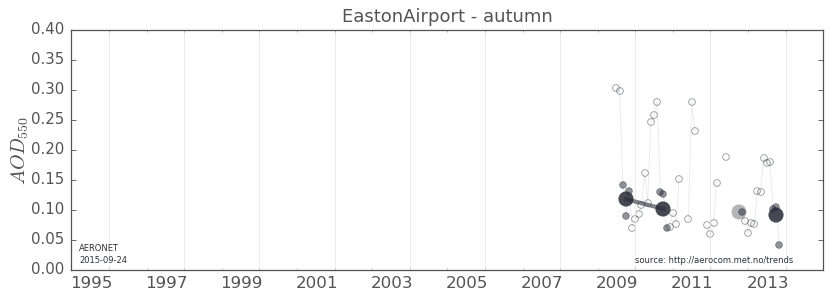 EastonAirport - autumn
0.40
0.35
0.30
0.25
0.20
0.15
0.10
0.05
0.00
AOD550
AERONET
2015-09-24
source: http://aerocom.met.no/trends
1995 1997 1999 2001 2003 2005 2007 2009 2011 2013